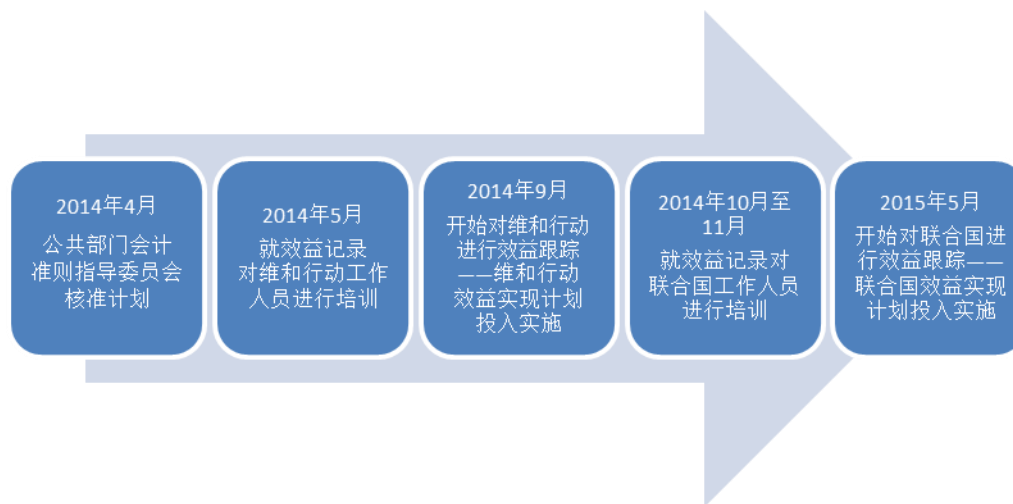 2014年4月
公共部门会计
准则指导委员会
核准计划
2014年5月
就效益记录
对维和行动工作
人员进行培训
2014年9月
开始对维和行动
进行效益跟踪
——维和行动
效益实现计划
投入实施
2014年10月至
11月
就效益记录对
联合国工作人员
进行培训
2015年5月
开始对联合国进
行效益跟踪——
联合国效益实现
计划投入实施